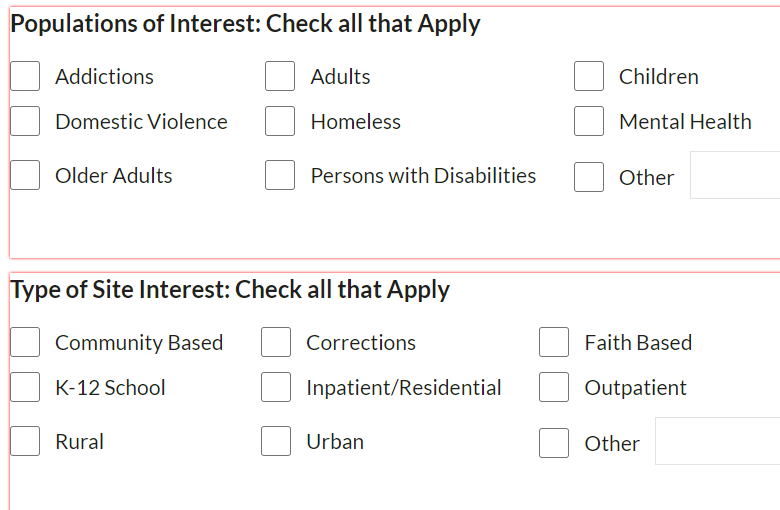 Populations of Interest: Check all that Apply
Addictions Adults Children
Domestic Violence Homeless Mental Health
Older Adults Persons with Disabilities Other
Type of Site Interest: Check all that Apply
Community Based Corrections Faith Based
K-12 School Inpatient/Residential Outpatient
Rural Urban Other